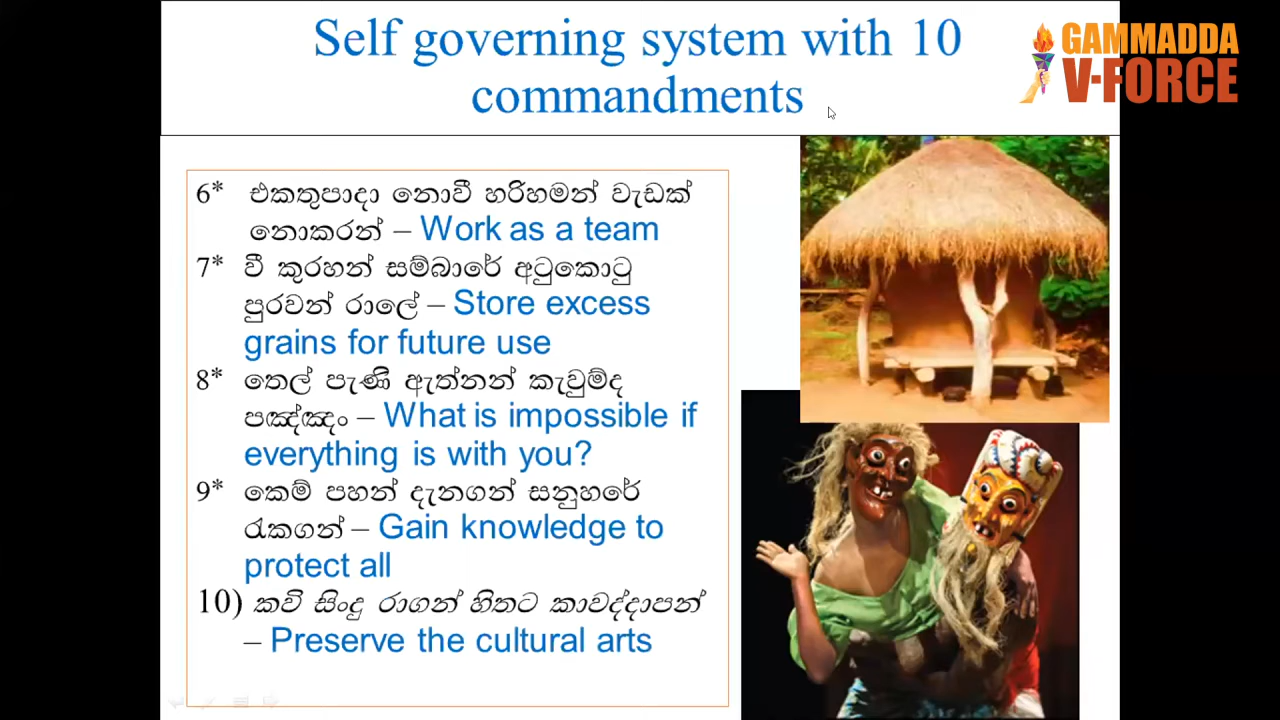 Self governing system with 10
commandments
GAMMADDA
V-FORCE
6* එකතුපාදා නොවී හරිහමන් වැඩක්
නොකරන් – Work as a team
7* වී කුරහන් සම්බාරේ අටුකොටු
පුරවන් රාලේ – Store excess
grains for future use
8* තෙල් පැණි ඇත්නන් කැවුම්ද
පඤ්ඤං – What is impossible if
everything is with you?
9* කෙම් පහන් දැනගන් සනුහරේ
රැකගන් – Gain knowledge to
protect all
10) කවි සිංදු රාගන් හිතට කාවද්දාපන්
– Preserve the cultural arts